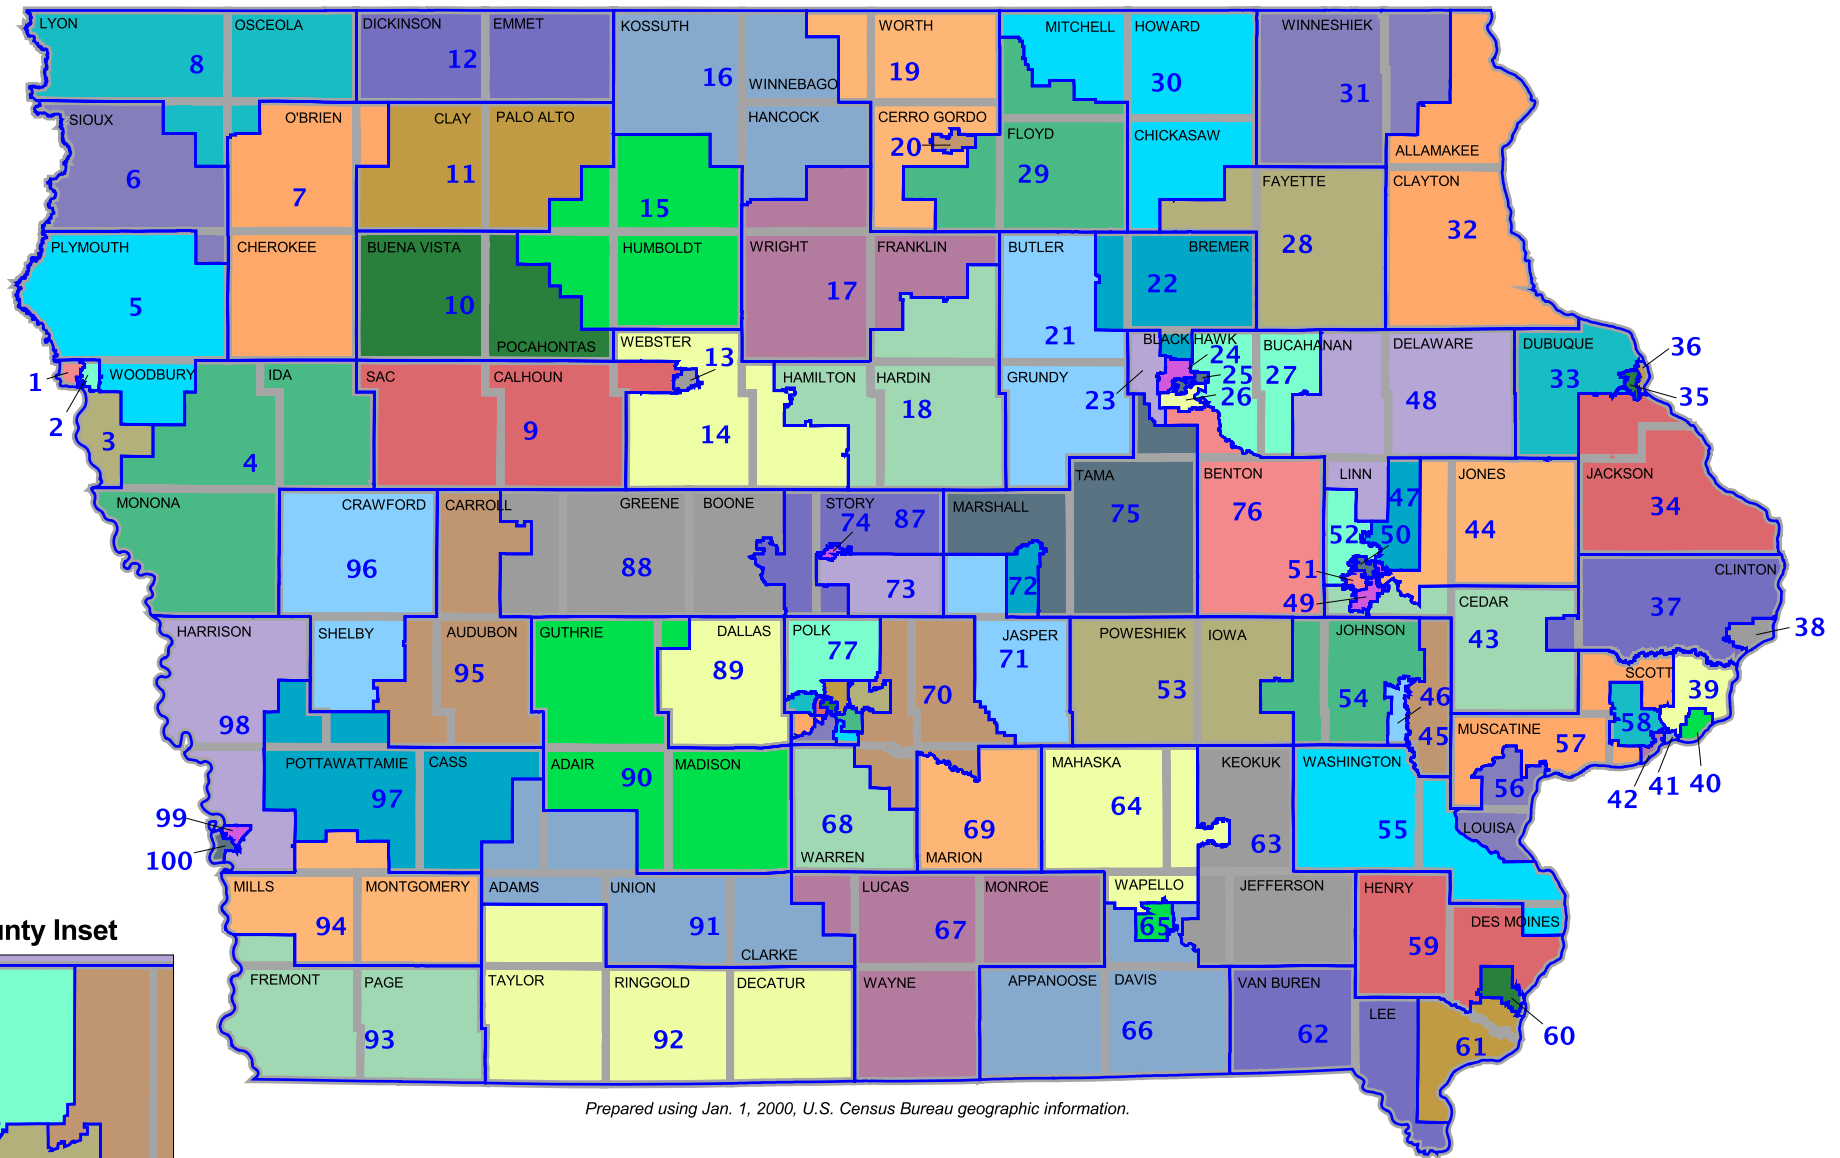 LYON OSCEOLA DICKINSON EMMET KOSSUTH WORTH MITCHELL HOWARD WINNESHIEK
8 12 16 19 30 31
WINNEBAGO
SIOUX O'BRIEN CLAY PALO ALTO HANCOCK CERRO GORDO FLOYD CHICKASAW ALLAMAKEE
6 7 11 15 20 29
FAYETTE CLAYTON
28 32
PLYMOUTH CHEROKEE BUENA VISTA HUMBOLDT WRIGHT FRANKLIN BUTLER BREMER
5 10 17 21 22
POCAHONTAS WEBSTER BLACK HAWK BUCAHANAN DELAWARE DUBUQUE
13 24 25 26 27 33 36 35
1 WOODBURY IDA SAC CALHOUN HAMILTON HARDIN GRUNDY
2 3 4 9 14 18 23 48
MONONA CRAWFORD CARROLL GREENE BOONE STORY MARSHALL TAMA BENTON LINN JONES JACKSON
96 88 74 87 73 72 75 76 47 52 50 51 49 44 34
CLINTON
37 38
CEDAR
43
HARRISON SHELBY AUDUBON GUTHRIE DALLAS POLK JASPER POWESHIEK IOWA JOHNSON SCOTT
98 95 89 77 70 71 53 54 46 45 39 58
MUSCATINE
57 56 42 41 40
POTTAWATTAMIE CASS ADAIR MADISON MAHASKA KEOKUK WASHINGTON
97 90 68 69 64 63 55
99
100
WARREN MARION LOUISA
MILLS MONTGOMERY ADAMS UNION LUCAS MONROE WAPELLO JEFFERSON HENRY
94 91 67 65 59
CLARKE DES MOINES
unty Inset
FREMONT PAGE TAYLOR RINGGOLD DECATUR WAYNE APPANOOSE DAVIS VAN BUREN LEE
93 92 66 62 61 60
Prepared using Jan. 1, 2000, U.S. Census Bureau geographic information.